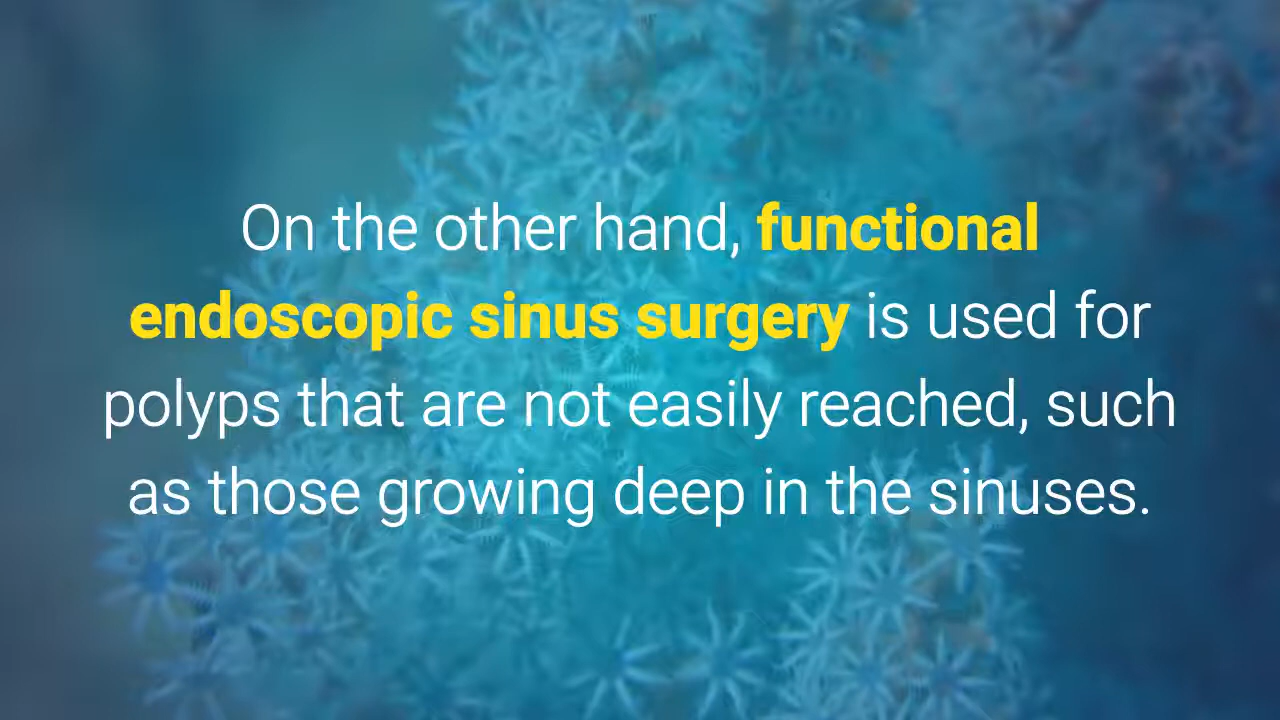 On the other hand, functional
endoscopic sinus surgery is used for
polyps that are not easily reached, such
as those growing deep in the sinuses.